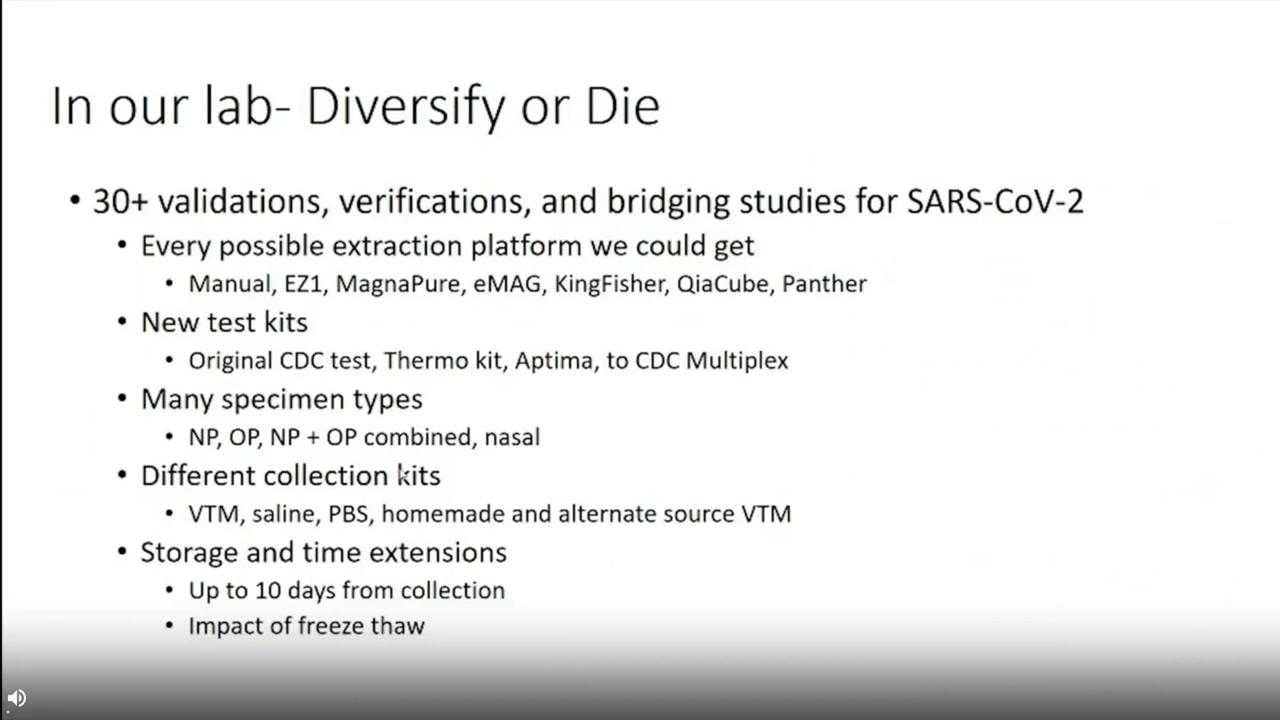 In our lab- Diversify or Die
• 30+ validations, verifications, and bridging studies for SARS-CoV-2
• Every possible extraction platform we could get
• Manual, EZ1, MagnaPure, eMAG, KingFisher, QiaCube, Panther
• New test kits
• Original CDC test, Thermo kit, Aptima, to CDC Multiplex
• Many specimen types
• NP, OP, NP + OP combined, nasal
• Different collection kits
• VTM, saline, PBS, homemade and alternate source VTM
• Storage and time extensions
• Up to 10 days from collection
• Impact of freeze thaw